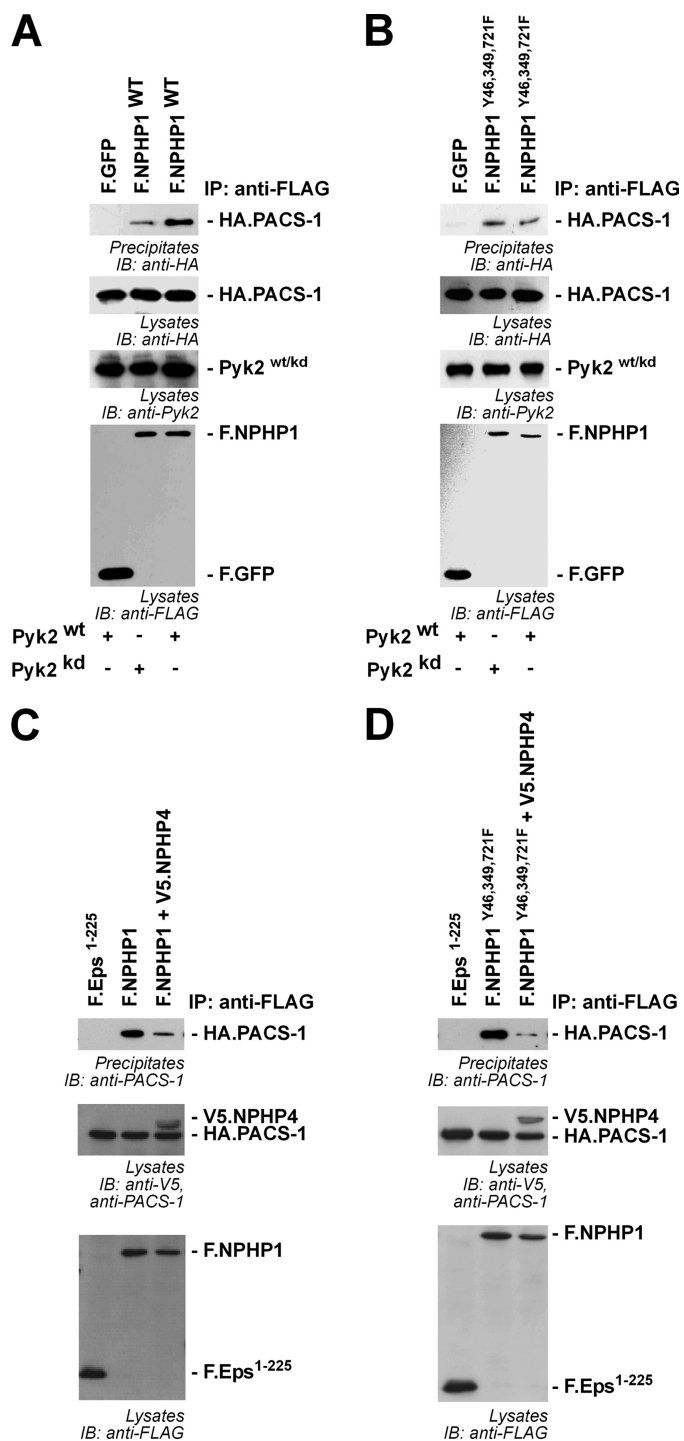 A
F.GFP
F.NPHP1 WT
F.NPHP1 WT
IP: anti-FLAG
- HA.PACS-1
Precipitates
IB: anti-HA
- HA.PACS-1
Lysates
IB: anti-HA
- Pyk2 wt/kd
Lysates
IB: anti-Pyk2
- F.NPHP1
- F.GFP
Lysates
IB: anti-FLAG
Pyk2 wt + - +
Pyk2 kd - + -
B
F.GFP
F.NPHP1 Y46,349,721F
F.NPHP1 Y46,349,721F
IP: anti-FLAG
- HA.PACS-1
Precipitates
IB: anti-HA
- HA.PACS-1
Lysates
IB: anti-HA
- Pyk2 wt/kd
Lysates
IB: anti-Pyk2
- F.NPHP1
- F.GFP
Lysates
IB: anti-FLAG
Pyk2 wt + - +
Pyk2 kd - + -
C
F.Eps 1-225
F.NPHP1
F.NPHP1 + V5.NPHP4
IP: anti-FLAG
- HA.PACS-1
Precipitates
IB: anti-PACS-1
- V5.NPHP4
- HA.PACS-1
Lysates
IB: anti-V5,
anti-PACS-1
- F.NPHP1
- F.Eps1-225
Lysates
IB: anti-FLAG
D
F.Eps 1-225
F.NPHP1 Y46,349,721F
F.NPHP1 Y46,349,721F + V5.NPHP4
IP: anti-FLAG
- HA.PACS-1
Precipitates
IB: anti-PACS-1
- V5.NPHP4
- HA.PACS-1
Lysates
IB: anti-V5,
anti-PACS-1
- F.NPHP1
- F.Eps1-225
Lysates
IB: anti-FLAG